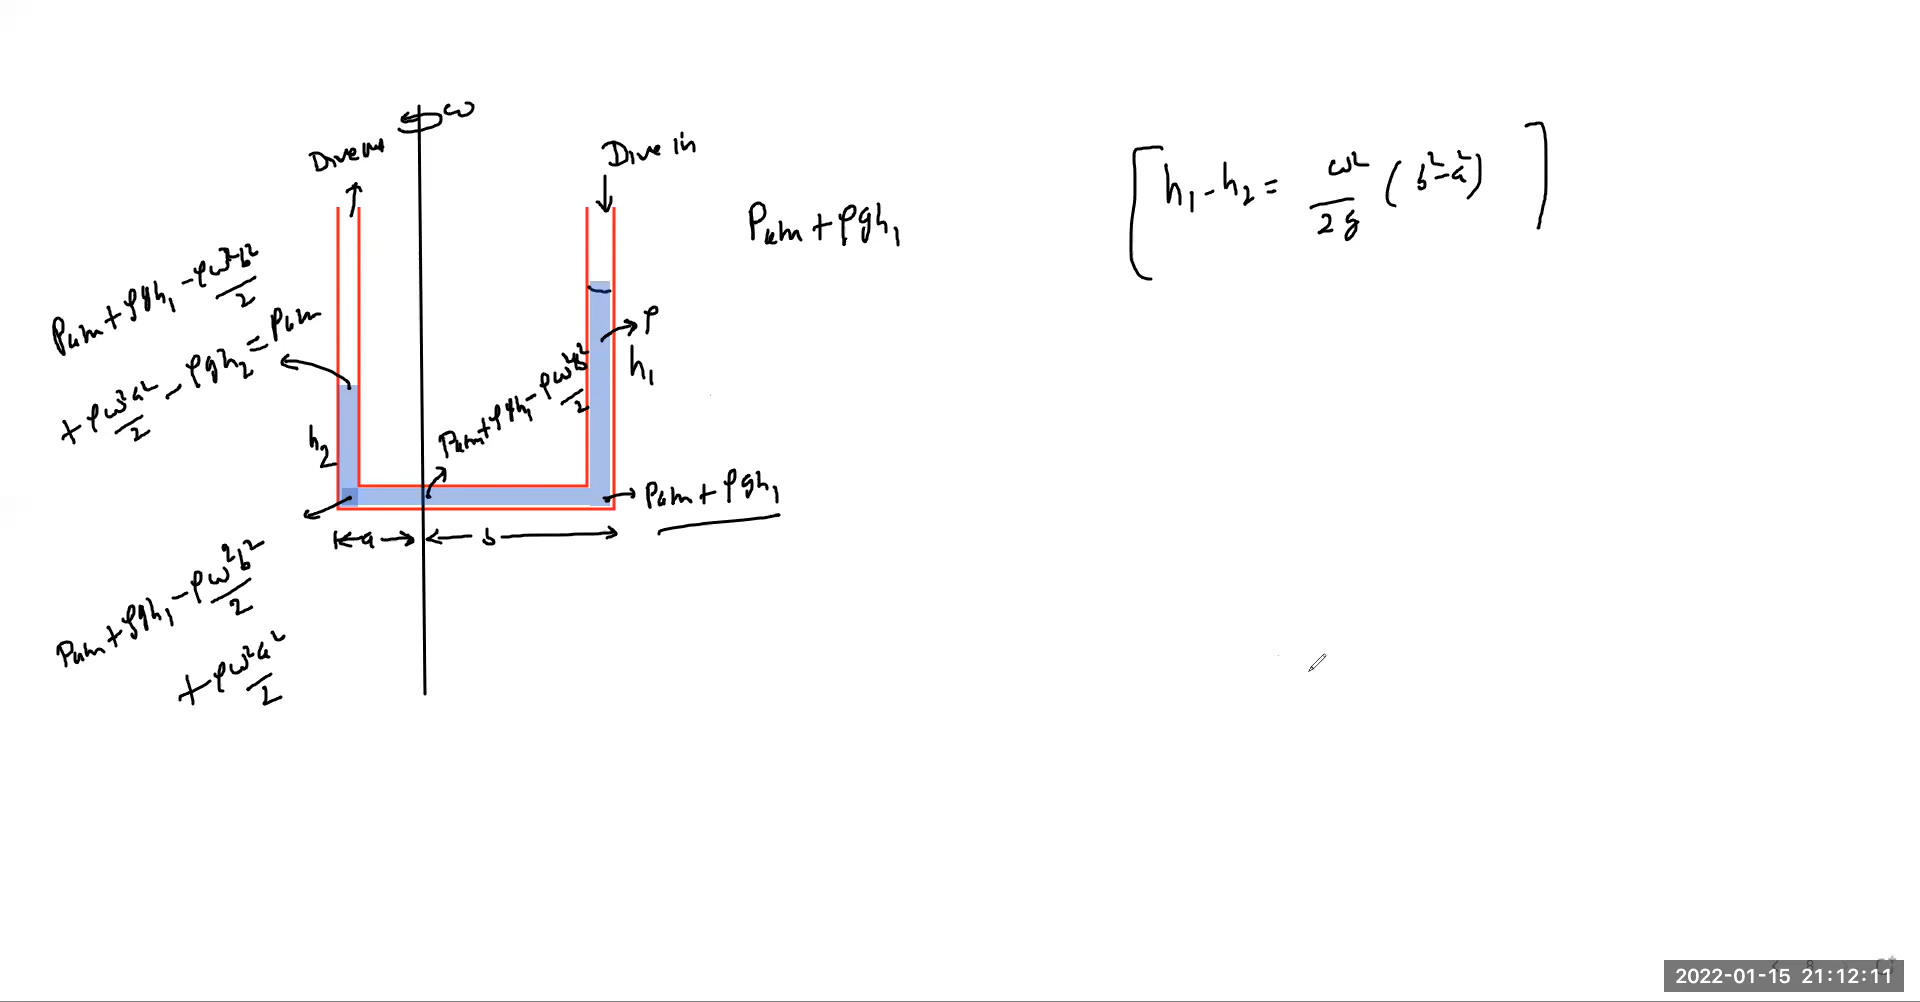 ω
Dive out
Dive in
h₁ - h₂ = ω²/2g (b² - a²)
Patm + ρgh₁
Patm + ρgh₁ - ρω²b²/2
+ ρω²a²/2 - ρgh₂ = Patm
ρ
h₁
Patm + ρgh₁ - ρω²b²/2
h₂
Patm + ρgh₁
a
b
Patm + ρgh₁ - ρω²b²/2
+ ρω²a²/2
2022-01-15 21:12:11